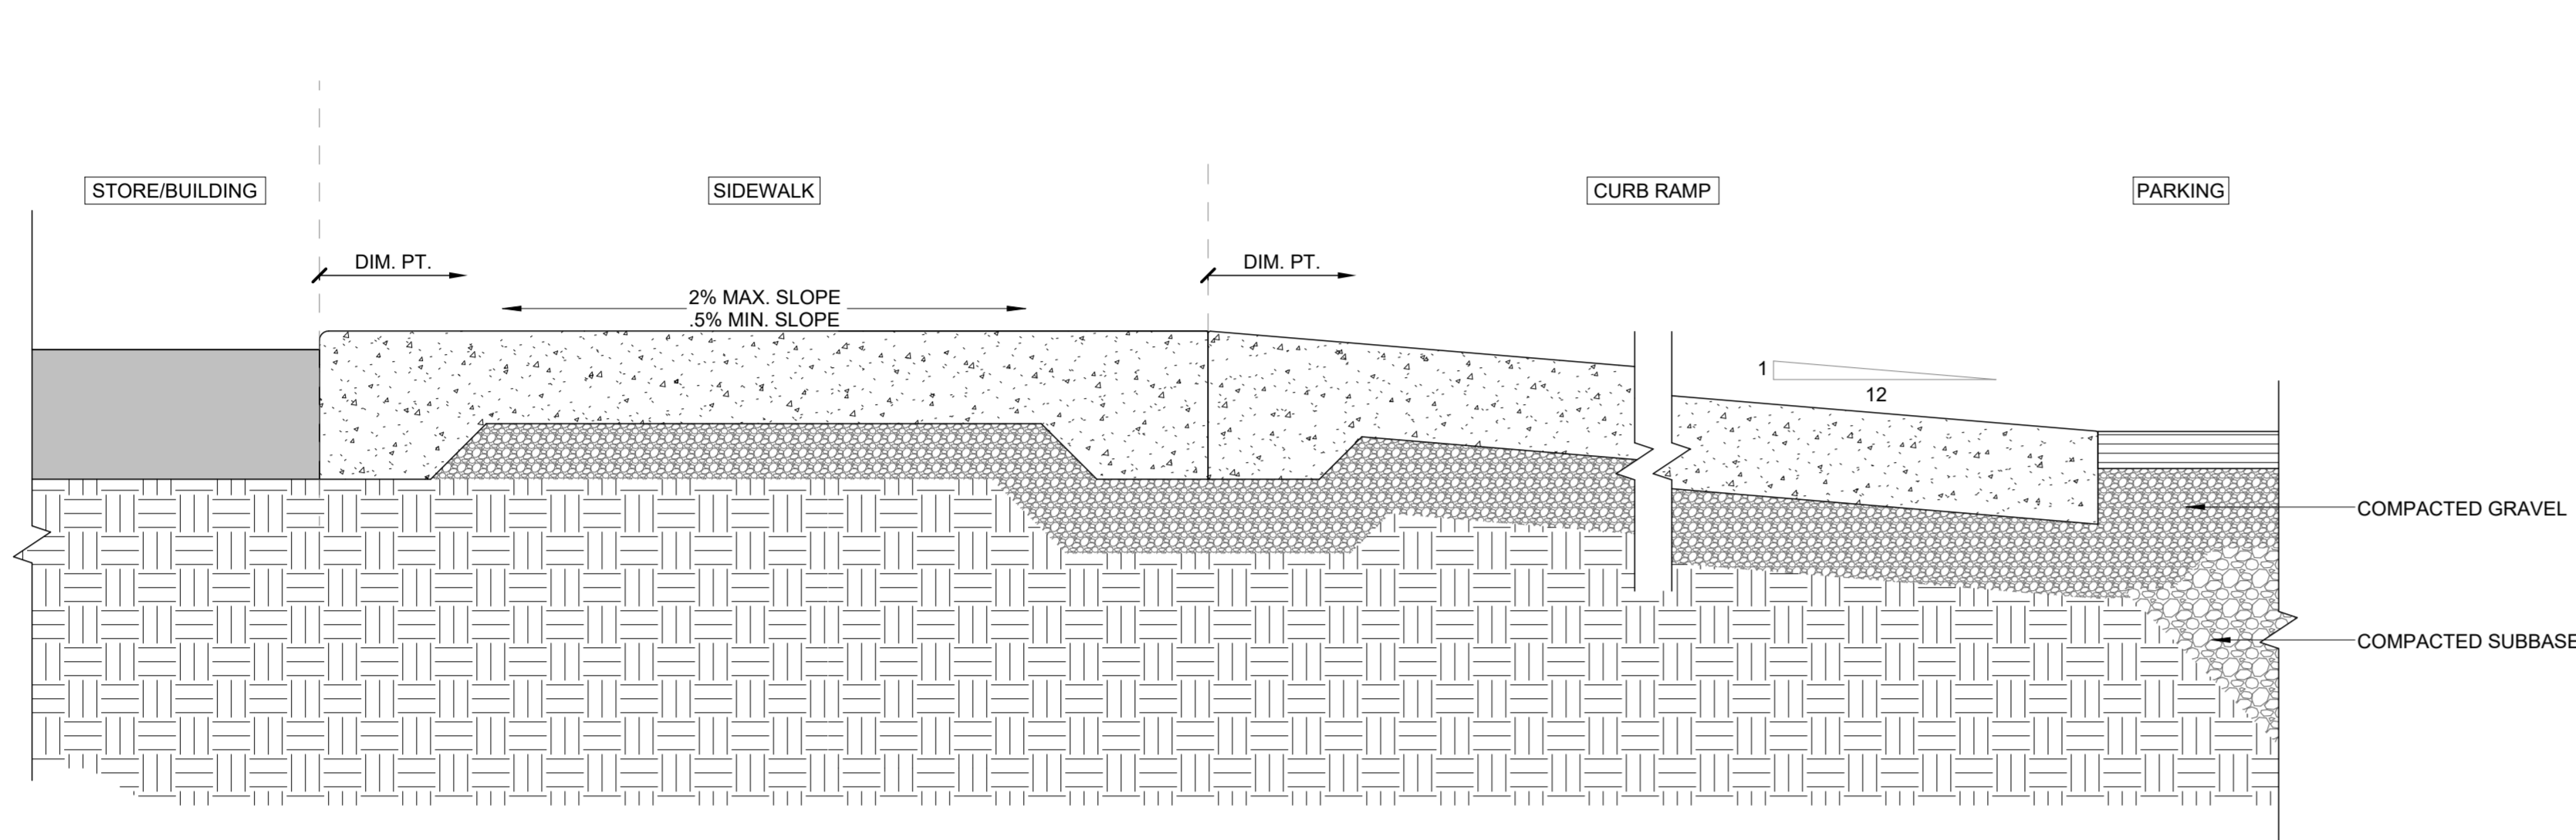 STORE/BUILDING
SIDEWALK
CURB RAMP
PARKING
DIM. PT.
DIM. PT.
2% MAX. SLOPE
.5% MIN. SLOPE
1
12
COMPACTED GRAVEL
COMPACTED SUBBASE